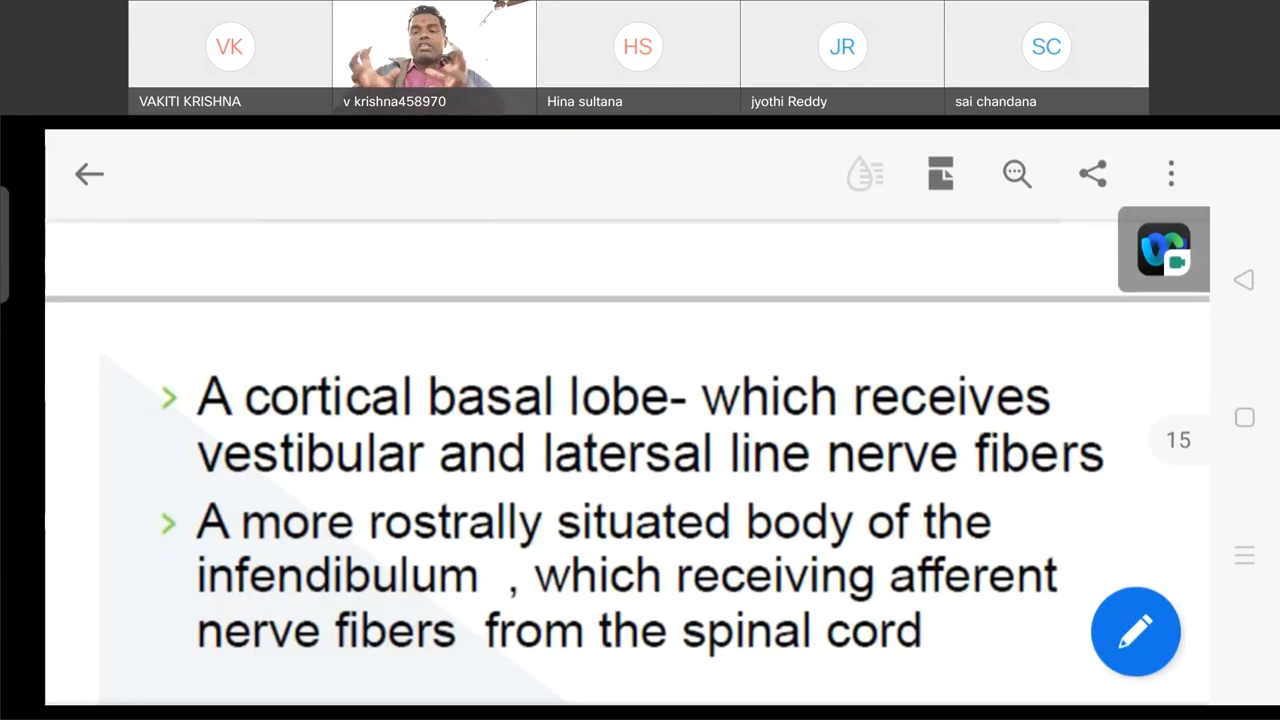 VK
HS
JR
SC
VAKITI KRISHNA
v krishna458970
Hina sultana
jyothi Reddy
sai chandana
> A cortical basal lobe- which receives
vestibular and latersal line nerve fibers
15
> A more rostrally situated body of the
infendibulum , which receiving afferent
nerve fibers from the spinal cord